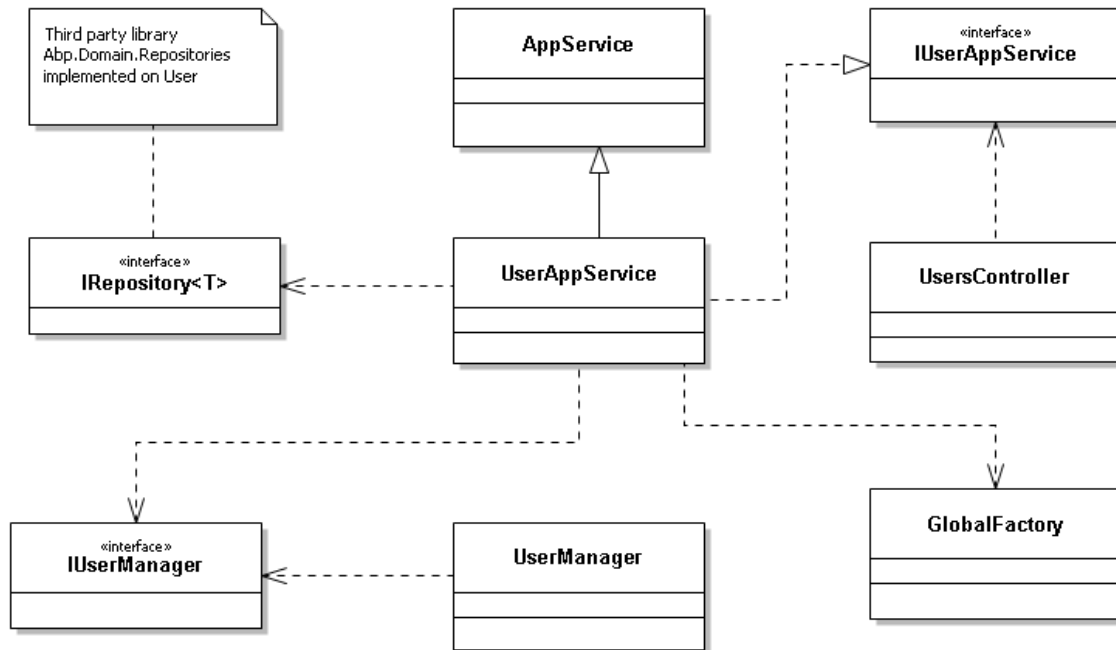 Third party library
Abp.Domain.Repositories
implemented on User
AppService
«interface»
IUserAppService
«interface»
IRepository<T>
UserAppService
UsersController
«interface»
IUserManager
UserManager
GlobalFactory